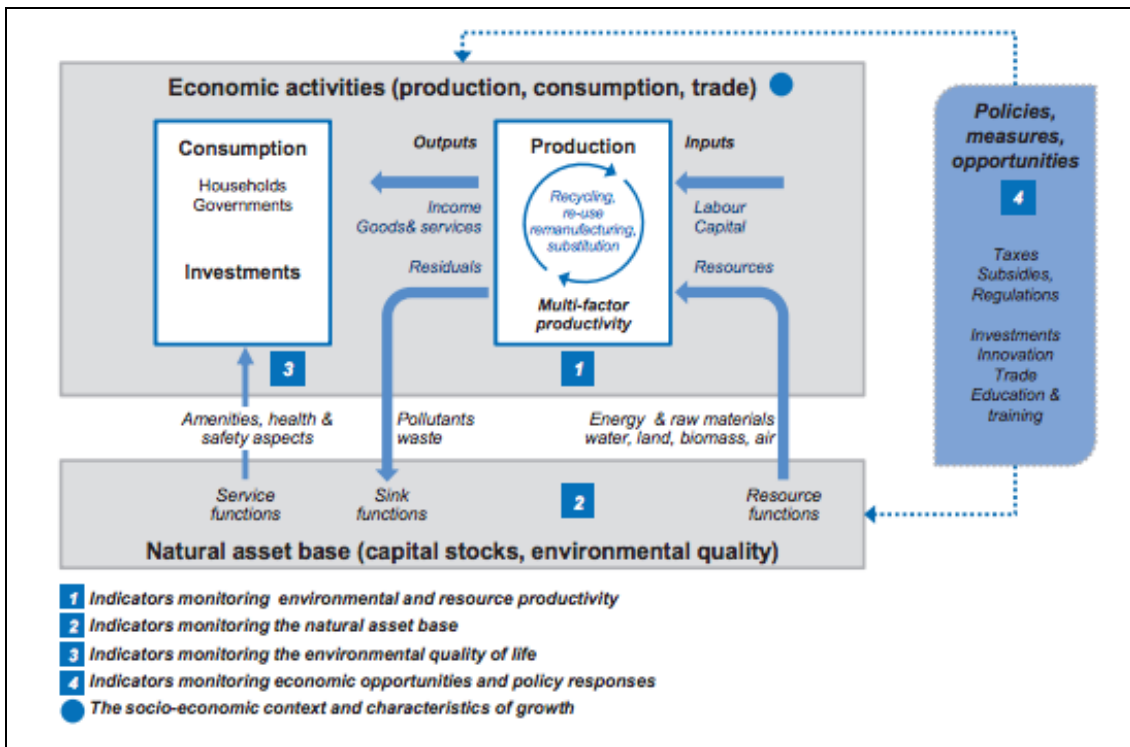 Economic activities (production, consumption, trade)
Consumption
Households
Governments
Investments
3
Outputs
Income
Goods& services
Residuals
Production
Recycling,
re-use
remanufacturing,
substitution
Multi-factor
productivity
1
Inputs
Labour
Capital
Resources
Policies,
measures,
opportunities
4
Taxes
Subsidies,
Regulations
Investments
Innovation
Trade
Education &
training
Amenities, health &
safety aspects
Pollutants
waste
Energy & raw materials
water, land, biomass, air
Service
functions
Sink
functions
2
Resource
functions
Natural asset base (capital stocks, environmental quality)
1 Indicators monitoring environmental and resource productivity
2 Indicators monitoring the natural asset base
3 Indicators monitoring the environmental quality of life
4 Indicators monitoring economic opportunities and policy responses
The socio-economic context and characteristics of growth